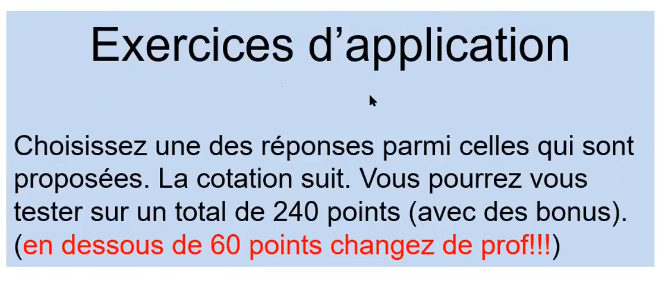 Exercices d’application
Choisissez une des réponses parmi celles qui sont
proposées. La cotation suit. Vous pourrez vous
tester sur un total de 240 points (avec des bonus).
(en dessous de 60 points changez de prof!!!)